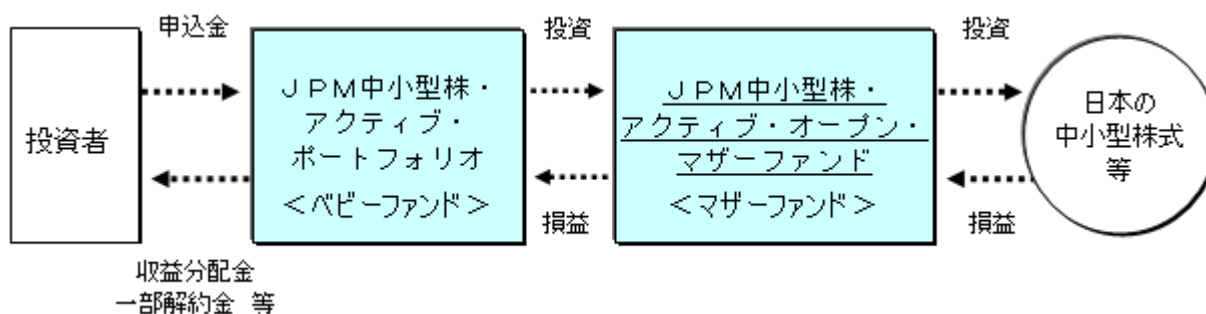 申込金
投資
投資
投資者
ＪＰＭ中小型株・
アクティブ・
ポートフォリオ
＜ベビーファンド＞
ＪＰＭ中小型株・
アクティブ・オープン・
マザーファンド
＜マザーファンド＞
日本の
中小型株式
等
損益
損益
収益分配金
一部解約金 等